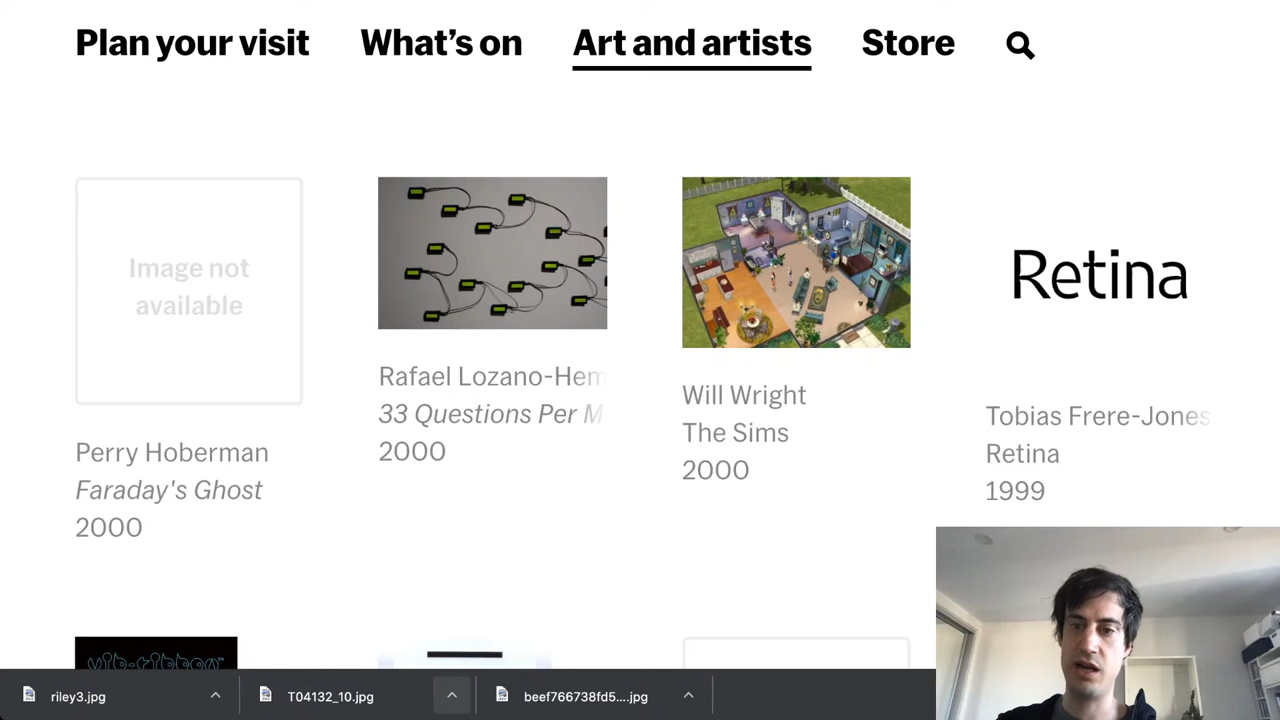 Plan your visit
What's on
Art and artists
Store
Image not
available
Perry Hoberman
Faraday's Ghost
2000
Rafael Lozano-Hem
33 Questions Per M
2000
Will Wright
The Sims
2000
Retina
Tobias Frere-Jones
Retina
1999
riley3.jpg
T04132_10.jpg
beef766738fd5....jpg